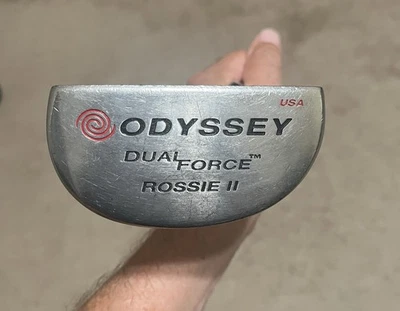 USA
ODYSSEY
DUAL FORCE™
ROSSIE II